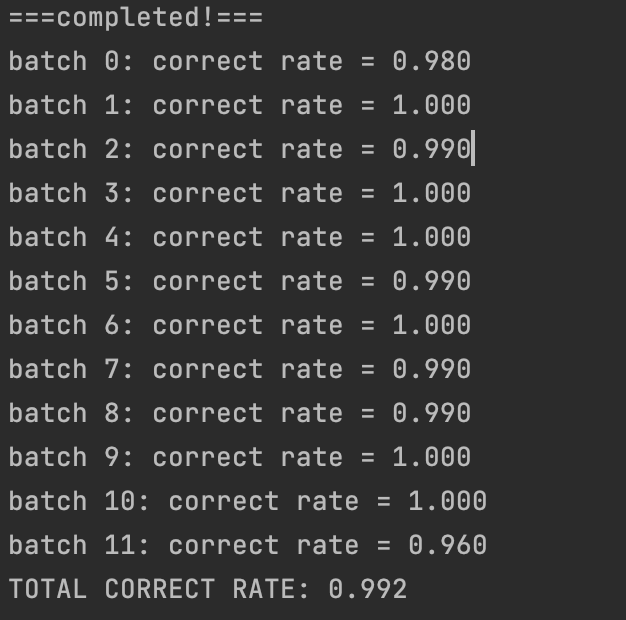 ===completed!===
batch 0: correct rate = 0.980
batch 1: correct rate = 1.000
batch 2: correct rate = 0.990
batch 3: correct rate = 1.000
batch 4: correct rate = 1.000
batch 5: correct rate = 0.990
batch 6: correct rate = 1.000
batch 7: correct rate = 0.990
batch 8: correct rate = 0.990
batch 9: correct rate = 1.000
batch 10: correct rate = 1.000
batch 11: correct rate = 0.960
TOTAL CORRECT RATE: 0.992